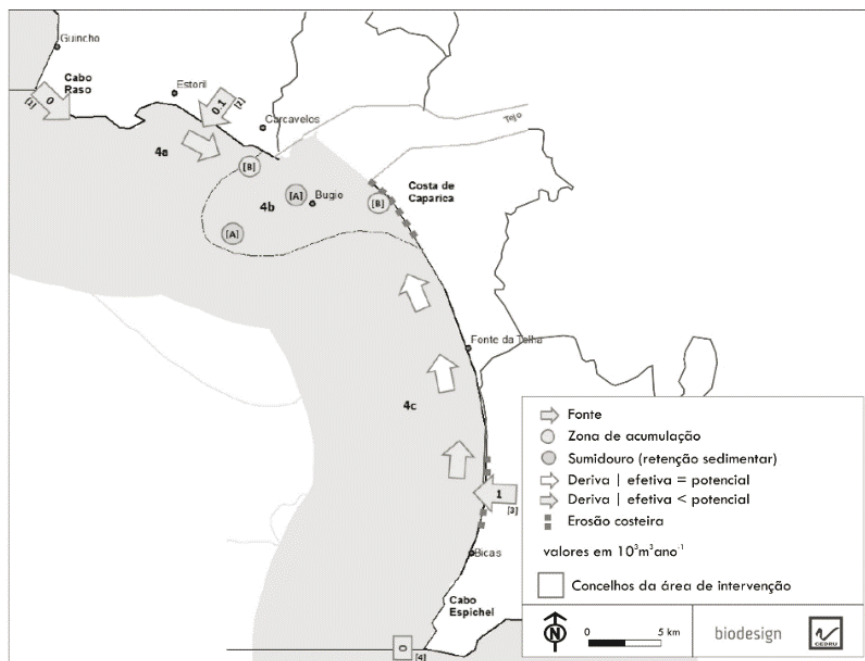 Guincho
Cabo
Raso
Estoril
Carcavelos
Tejo
0
[1]
0.1
[2]
4a
[B]
[A]
Bugio
4b
[A]
[B]
Costa de
Caparica
Fonte da Telha
4c
1
[3]
Bicas
Cabo
Espichel
0
[4]
Fonte
Zona de acumulação
Sumidouro (retenção sedimentar)
Deriva | efetiva = potencial
Deriva | efetiva < potencial
Erosão costeira
valores em 10³m³ano⁻¹
Concelhos da área de intervenção
N
0 5 km
biodesign
CEDRU